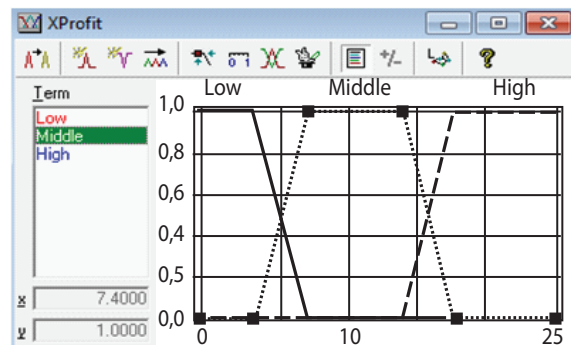 XProfit
Term
Low
Middle
High
x 7.4000
y 1.0000
Low Middle High
1,0
0,8
0,6
0,4
0,5
0,0
0 10 25